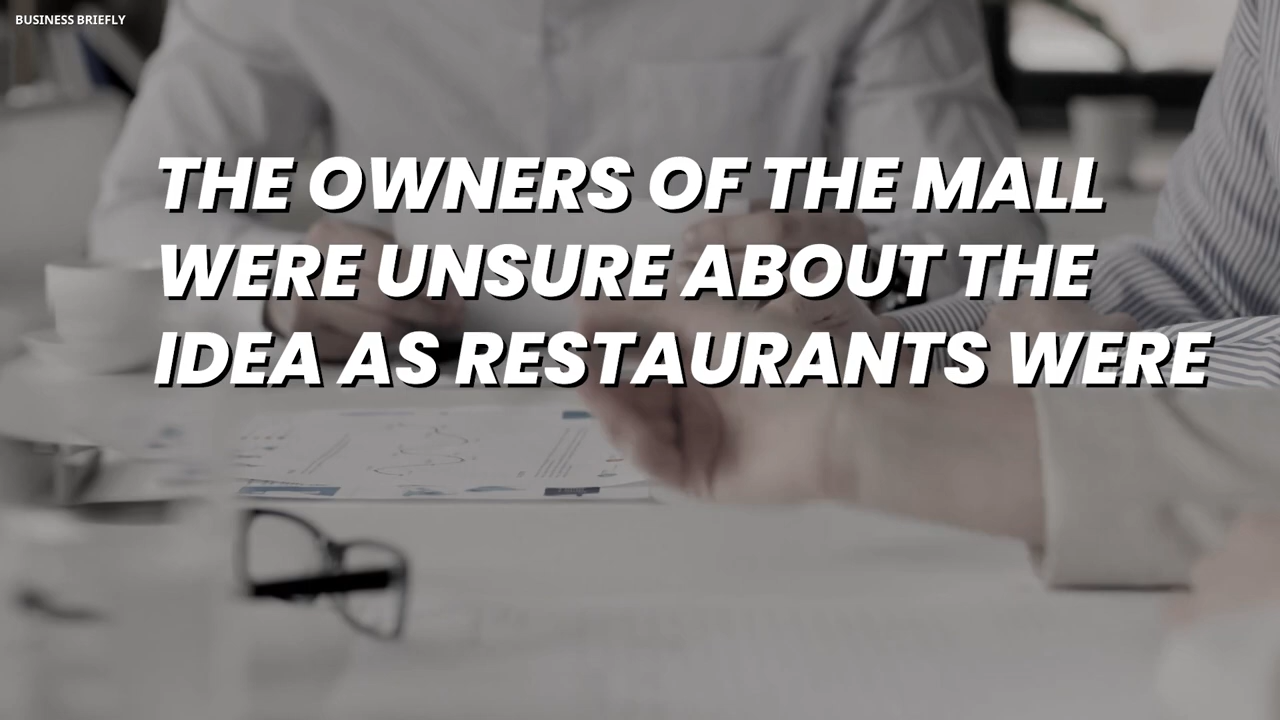 BUSINESS BRIEFLY
THE OWNERS OF THE MALL
WERE UNSURE ABOUT THE
IDEA AS RESTAURANTS WERE